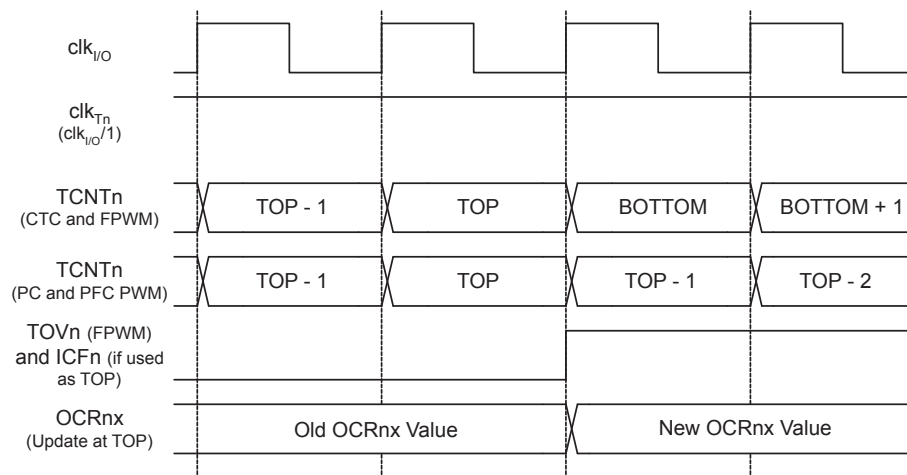 clkI/O
clkTn
(clkI/O/1)
TCNTn
(CTC and FPWM)
TOP - 1 TOP BOTTOM BOTTOM + 1
TCNTn
(PC and PFC PWM)
TOP - 1 TOP TOP - 1 TOP - 2
TOVn (FPWM)
and ICFn (if used
as TOP)
OCRnx
(Update at TOP)
Old OCRnx Value New OCRnx Value